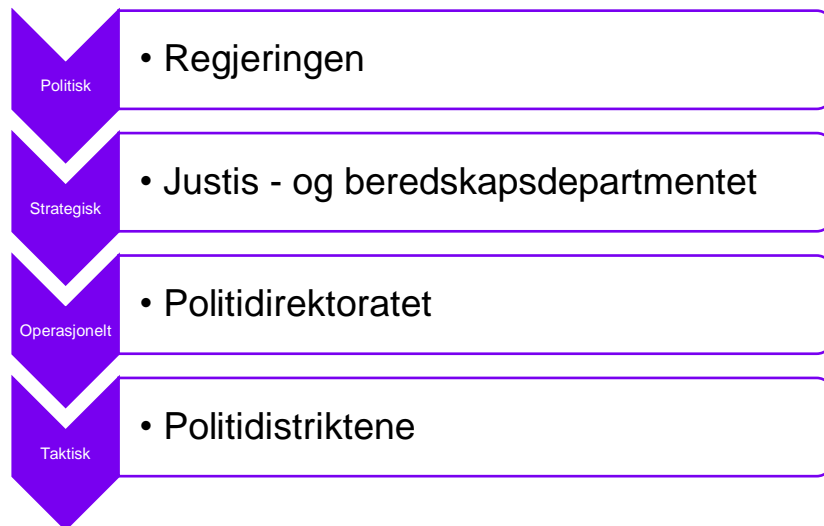 Politisk
• Regjeringen
Strategisk
• Justis - og beredskapsdepartmentet
Operasjonelt
• Politidirektoratet
Taktisk
• Politidistriktene